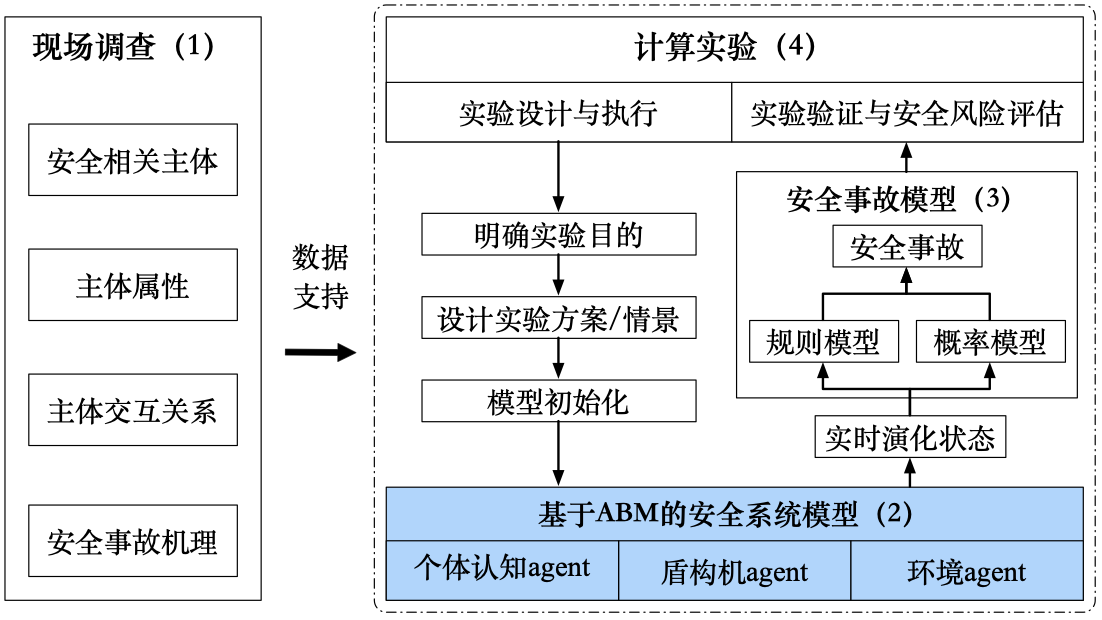 现场调查（1）
安全相关主体
主体属性
主体交互关系
安全事故机理
数据
支持
计算实验（4）
实验设计与执行
实验验证与安全风险评估
明确实验目的
设计实验方案/情景
模型初始化
安全事故模型（3）
安全事故
规则模型
概率模型
实时演化状态
基于ABM的安全系统模型（2）
个体认知agent
盾构机agent
环境agent